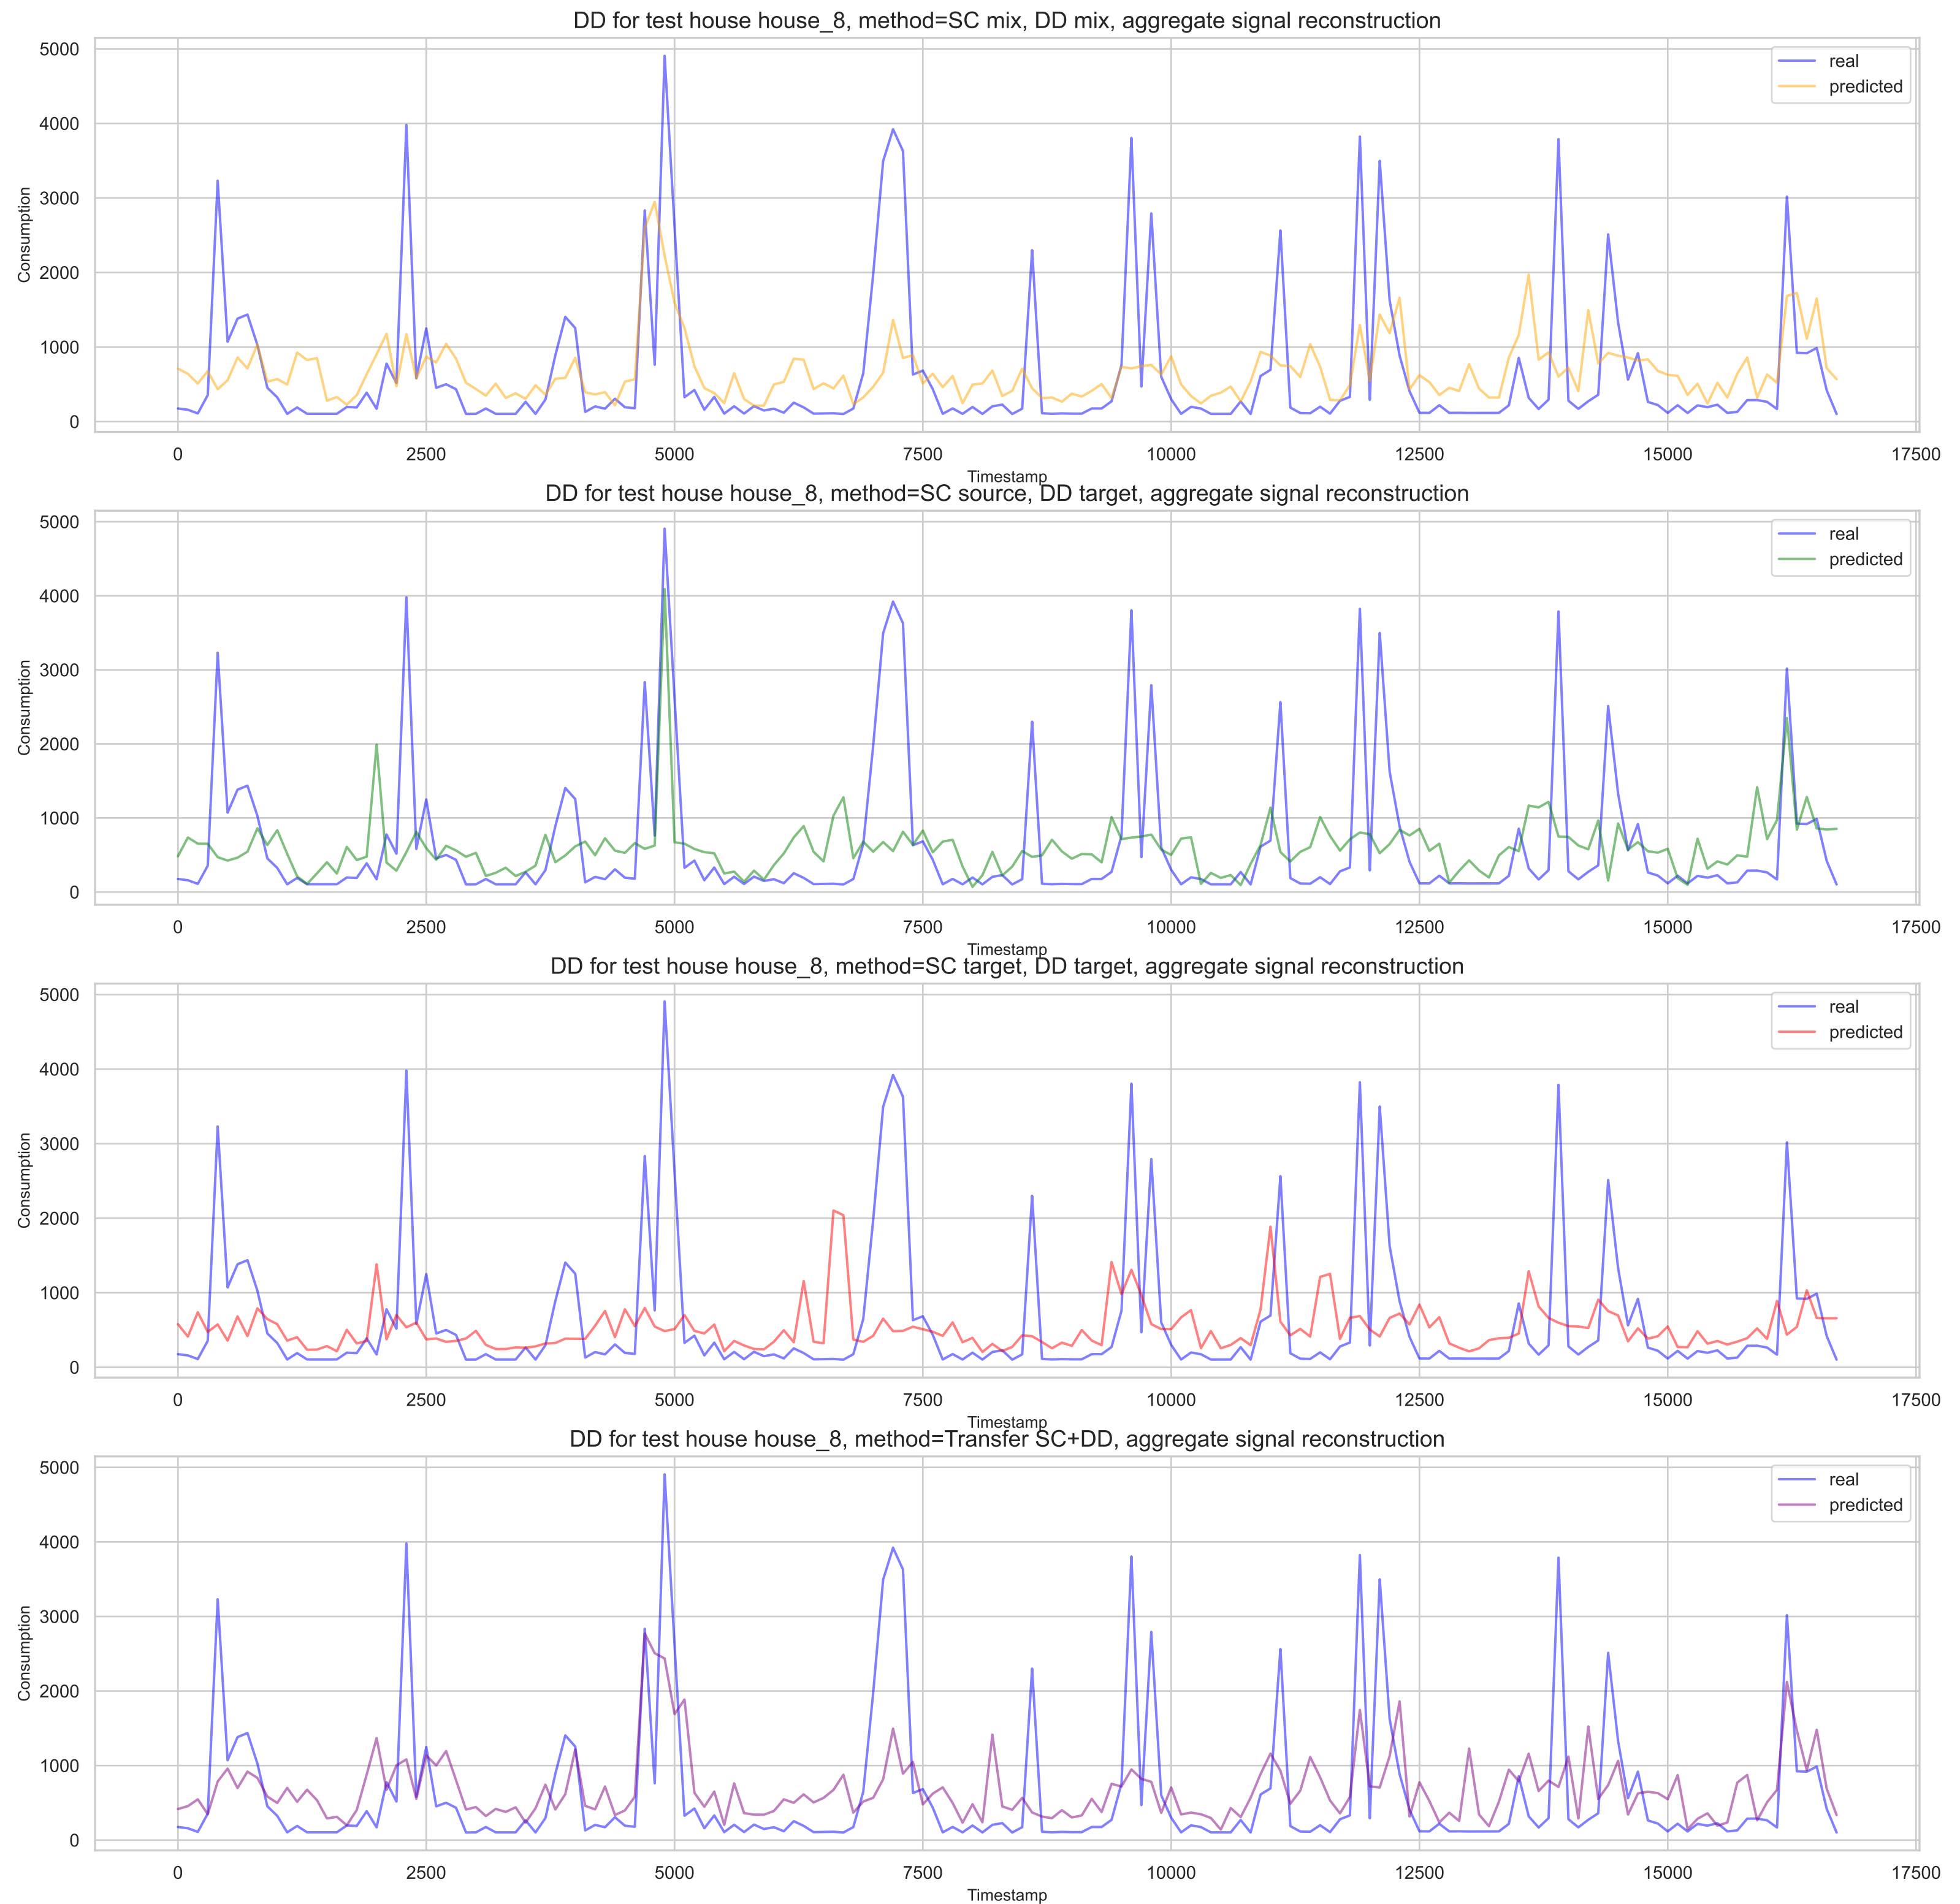 DD for test house house_8, method=SC mix, DD mix, aggregate signal reconstruction
5000
4000
3000
2000
1000
0
Consumption
real
predicted
0 2500 5000 7500 10000 12500 15000 17500
Timestamp
DD for test house house_8, method=SC source, DD target, aggregate signal reconstruction
5000
4000
3000
2000
1000
0
Consumption
real
predicted
0 2500 5000 7500 10000 12500 15000 17500
Timestamp
DD for test house house_8, method=SC target, DD target, aggregate signal reconstruction
5000
4000
3000
2000
1000
0
Consumption
real
predicted
0 2500 5000 7500 10000 12500 15000 17500
Timestamp
DD for test house house_8, method=Transfer SC+DD, aggregate signal reconstruction
5000
4000
3000
2000
1000
0
Consumption
real
predicted
0 2500 5000 7500 10000 12500 15000 17500
Timestamp